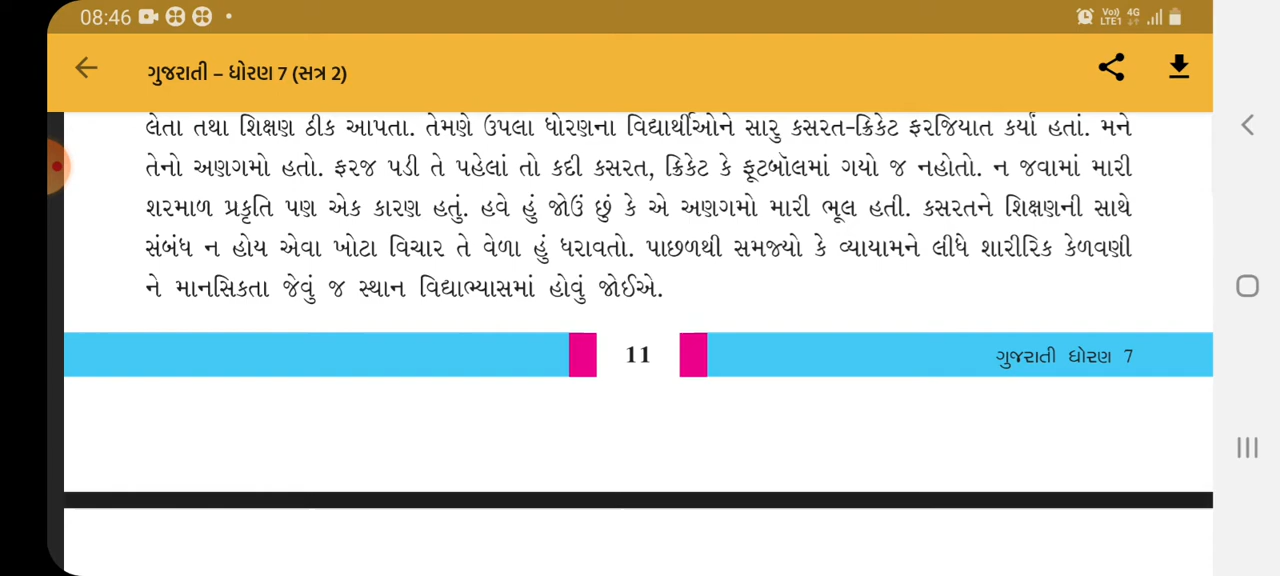 08:46
Vo)) LTE1 4G
ગુજરાતી – ધોરણ 7 (સત્ર 2)
લેતા તથા શિક્ષણ ઠીક આપતા. તેમણે ઉપલા ધોરણના વિદ્યાર્થીઓને સારુ કસરત-ક્રિકેટ ફરજિયાત કર્યાં હતાં. મને
તેનો અણગમો હતો. ફરજ પડી તે પહેલાં તો કદી કસરત, ક્રિકેટ કે ફૂટબૉલમાં ગયો જ નહોતો. ન જવામાં મારી
શરમાળ પ્રકૃતિ પણ એક કારણ હતું. હવે હું જોઉં છું કે એ અણગમો મારી ભૂલ હતી. કસરતને શિક્ષણની સાથે
સંબંધ ન હોય એવા ખોટા વિચાર તે વેળા હું ધરાવતો. પાછળથી સમજ્યો કે વ્યાયામને લીધે શારીરિક કેળવણી
ને માનસિકતા જેવું જ સ્થાન વિદ્યાભ્યાસમાં હોવું જોઈએ.
11
ગુજરાતી ધોરણ 7